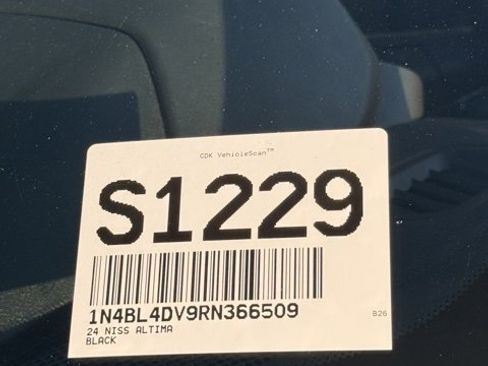 CDK VehicleScan™
S1229
1N4BL4DV9RN366509
24 NISS ALTIMA
BLACK
B26